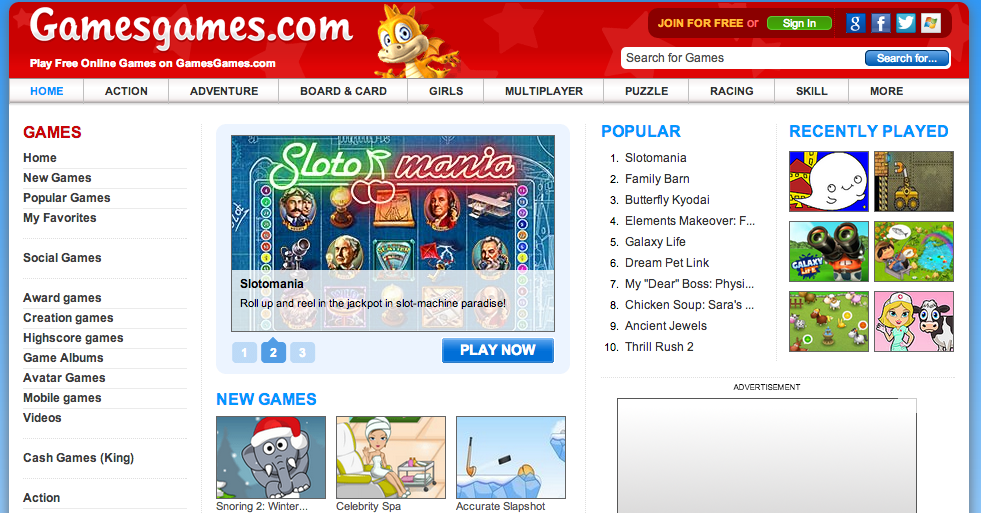 Gamesgames.com
Play Free Online Games on GamesGames.com
JOIN FOR FREE or Sign In
Search for Games
Search for...
HOME ACTION ADVENTURE BOARD & CARD GIRLS MULTIPLAYER PUZZLE RACING SKILL MORE
GAMES
Home
New Games
Popular Games
My Favorites
Social Games
Award games
Creation games
Highscore games
Game Albums
Avatar Games
Mobile games
Videos
Cash Games (King)
Action
Sloto mania
Slotomania
Roll up and reel in the jackpot in slot-machine paradise!
1 2 3
PLAY NOW
NEW GAMES
Snoring 2: Winter...
Celebrity Spa
Accurate Slapshot
POPULAR
1. Slotomania
2. Family Barn
3. Butterfly Kyodai
4. Elements Makeover: F...
5. Galaxy Life
6. Dream Pet Link
7. My "Dear" Boss: Physi...
8. Chicken Soup: Sara's ...
9. Ancient Jewels
10. Thrill Rush 2
RECENTLY PLAYED
GALAXY LIFE
ADVERTISEMENT